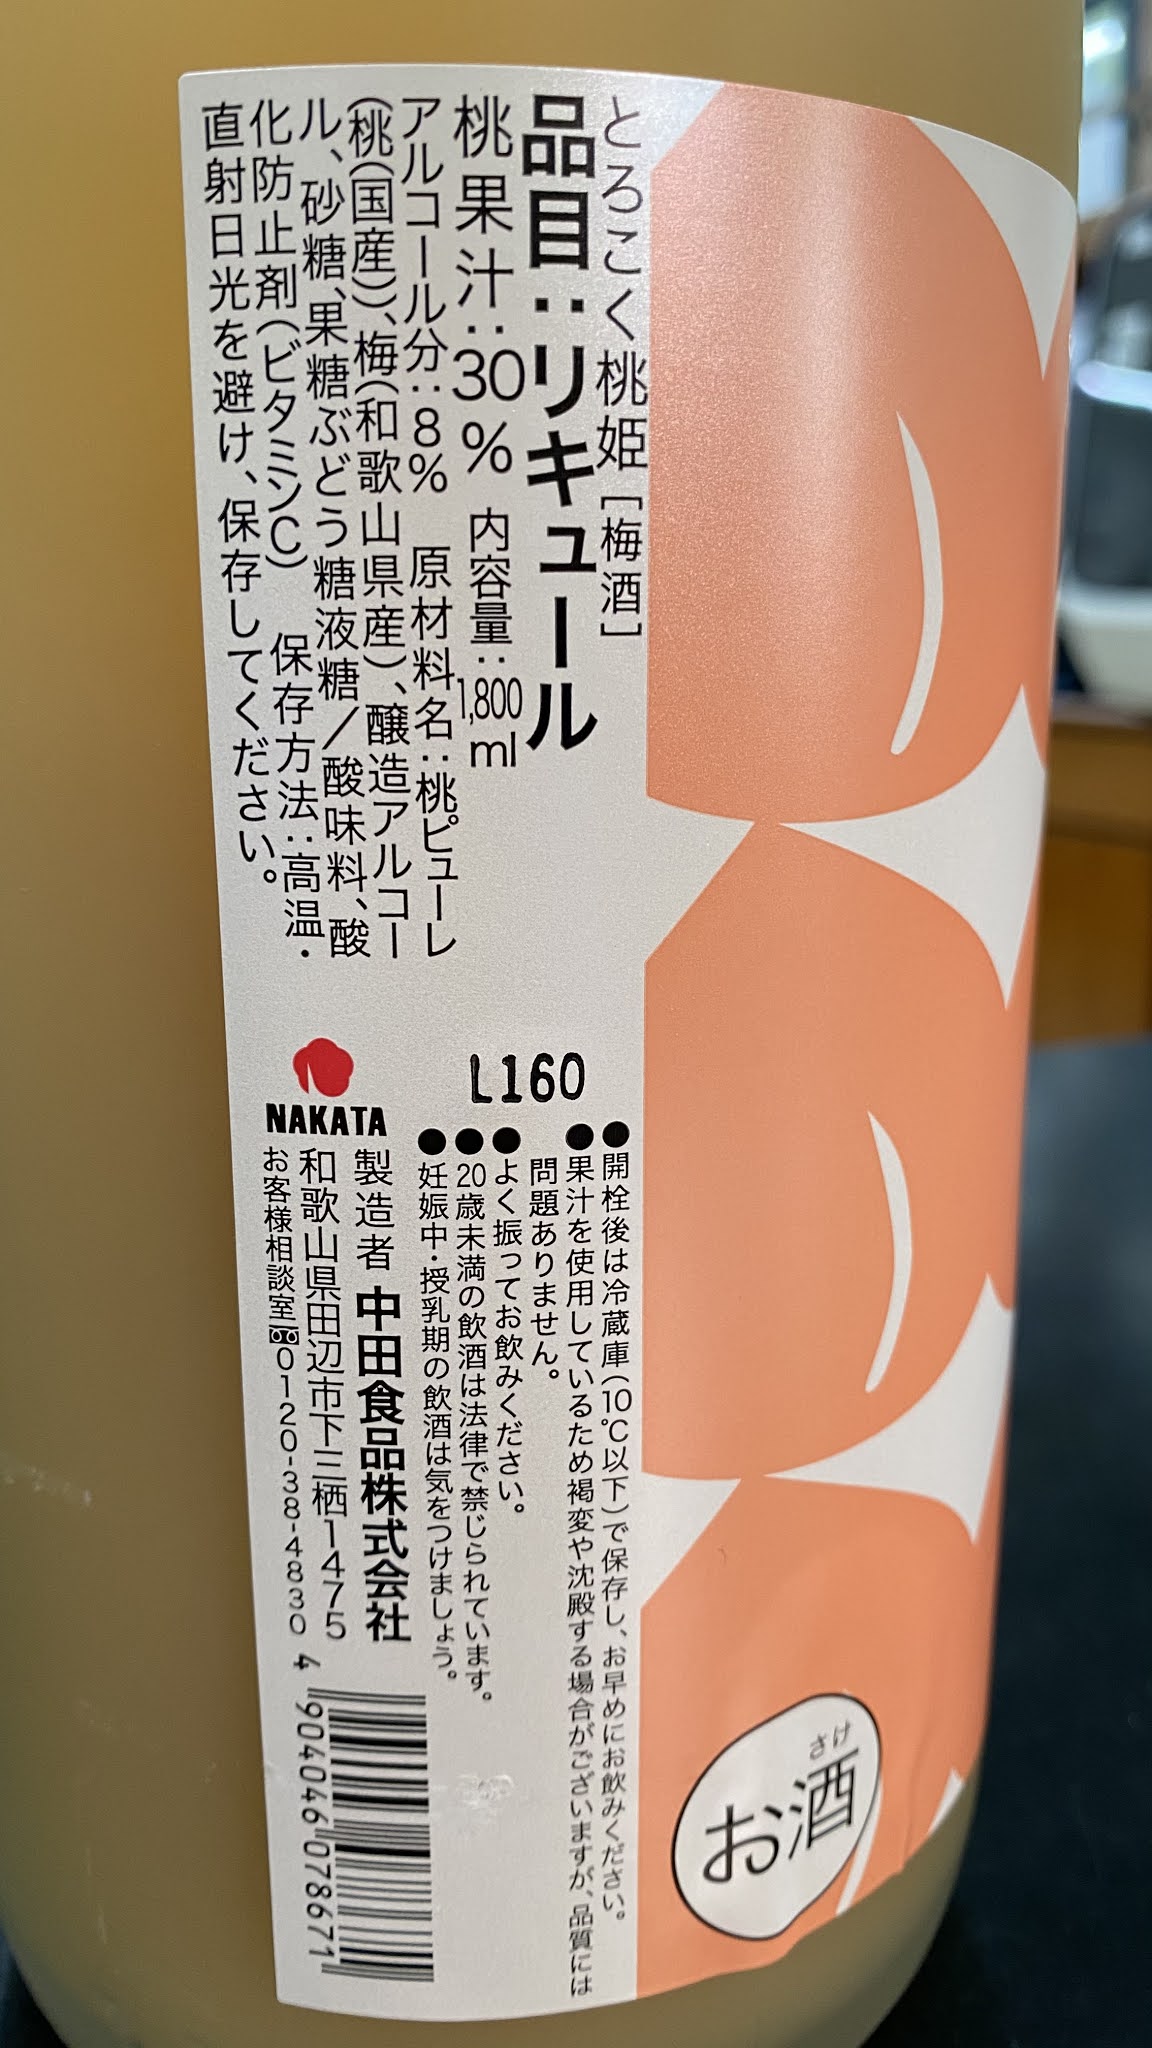 とろこく桃姫［梅酒］
品目：リキュール
桃果汁：30％ 内容量：1,800ml
アルコール分：8％ 原材料名：桃ピューレ
（桃（国産））、梅（和歌山県産）、醸造アルコー
ル、砂糖、果糖ぶどう糖液糖／酸味料、酸
化防止剤（ビタミンC） 保存方法：高温・
直射日光を避け、保存してください。
L160
●開栓後は冷蔵庫（10℃以下）で保存し、お早めにお飲みください。
●果汁を使用しているため褐変や沈殿する場合がございますが、品質には
問題ありません。
●よく振ってお飲みください。
●20歳未満の飲酒は法律で禁じられています。
●妊娠中・授乳期の飲酒は気をつけましょう。
NAKATA
製造者 中田食品株式会社
和歌山県田辺市下三栖1475
お客様相談室 0120-38-4830
4 904046 078671
さけ
お酒